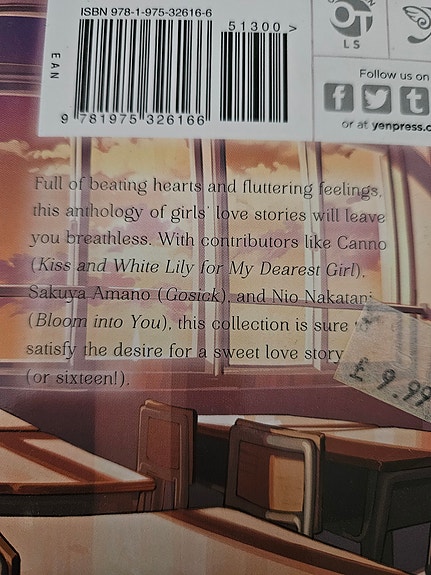 ISBN 978-1-975-32616-6
51300>
EAN
9 781975 326166
OT
LS
Follow us on
f t
or at yenpress.c
Full of beating hearts and fluttering feelings,
this anthology of girls' love stories will leave
you breathless. With contributors like Canno
(Kiss and White Lily for My Dearest Girl),
Sakuya Amano (Gosick), and Nio Nakatani
(Bloom into You), this collection is sure
satisfy the desire for a sweet love story
(or sixteen!).
£ 9.99